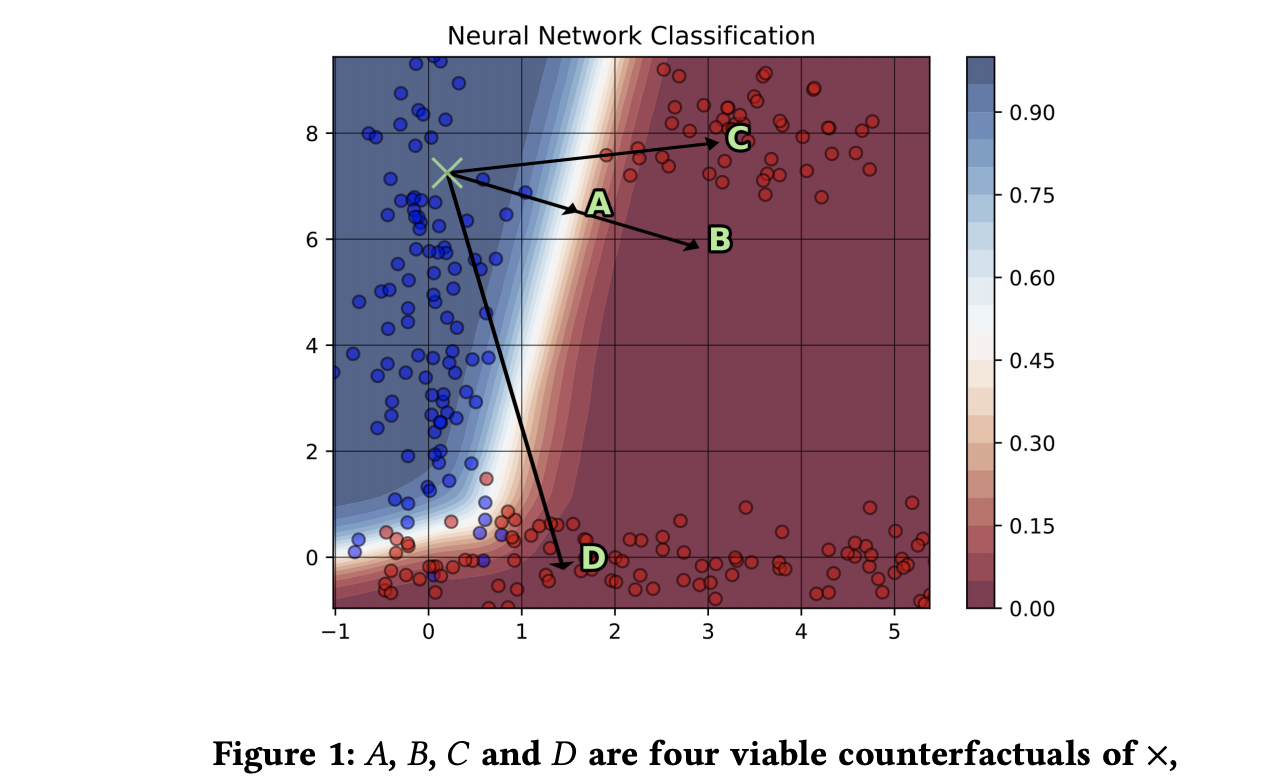 Neural Network Classification
8
6
4
2
0
−1 0 1 2 3 4 5
C
A
B
D
0.90
0.75
0.60
0.45
0.30
0.15
0.00
Figure 1: A, B, C and D are four viable counterfactuals of ×,